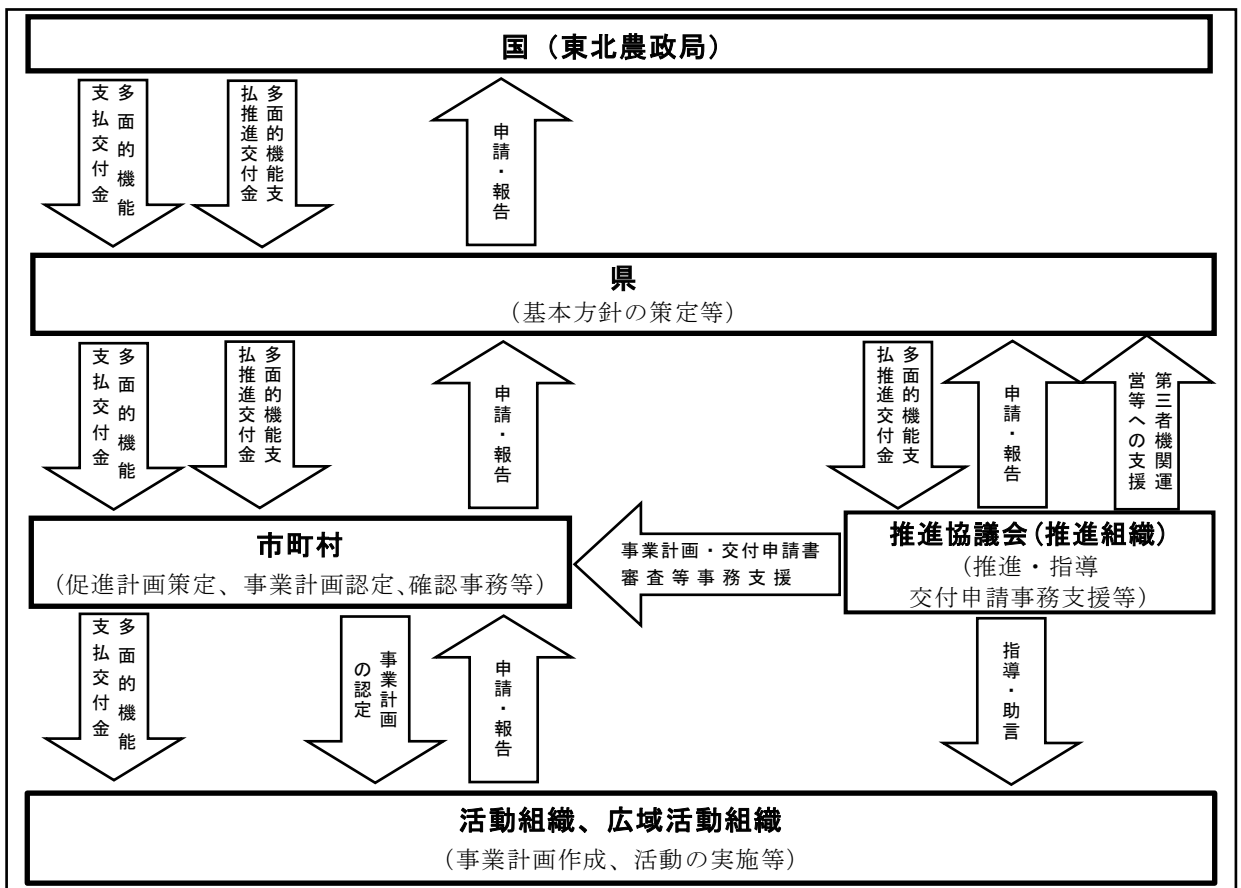 国（東北農政局）
多面的機能
支払交付金
多面的機能支
払推進交付金
申請・報告
県
（基本方針の策定等）
多面的機能
支払交付金
多面的機能支
払推進交付金
申請・報告
多面的機能支
払推進交付金
申請・報告
第三者機関運
営等への支援
市町村
（促進計画策定、事業計画認定、確認事務等）
事業計画・交付申請書
審査等事務支援
推進協議会（推進組織）
（推進・指導
交付申請事務支援等）
多面的機能
支払交付金
事業計画
の認定
申請・報告
指導・助言
活動組織、広域活動組織
（事業計画作成、活動の実施等）